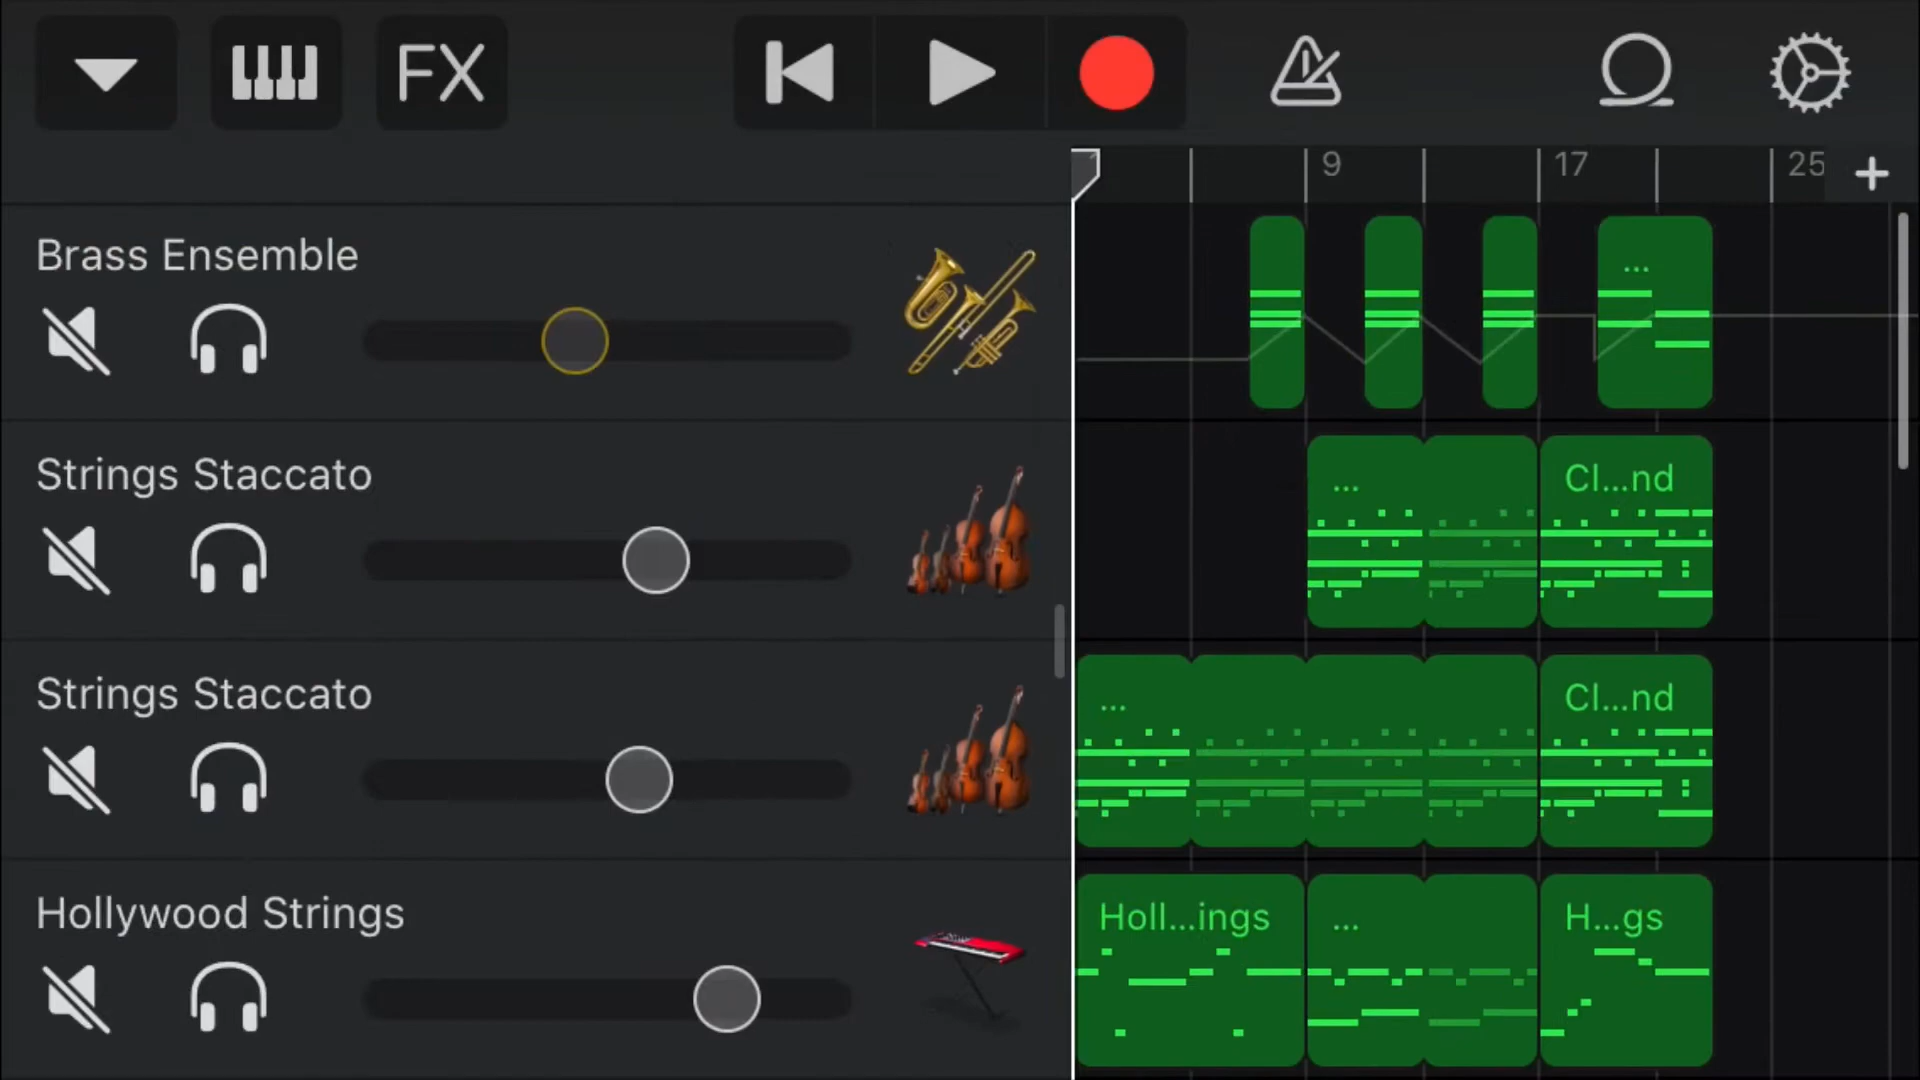 FX
9
17
25
Brass Ensemble
...
Strings Staccato
...
Cl...nd
Strings Staccato
...
Cl...nd
Hollywood Strings
Holl...ings
...
H...gs